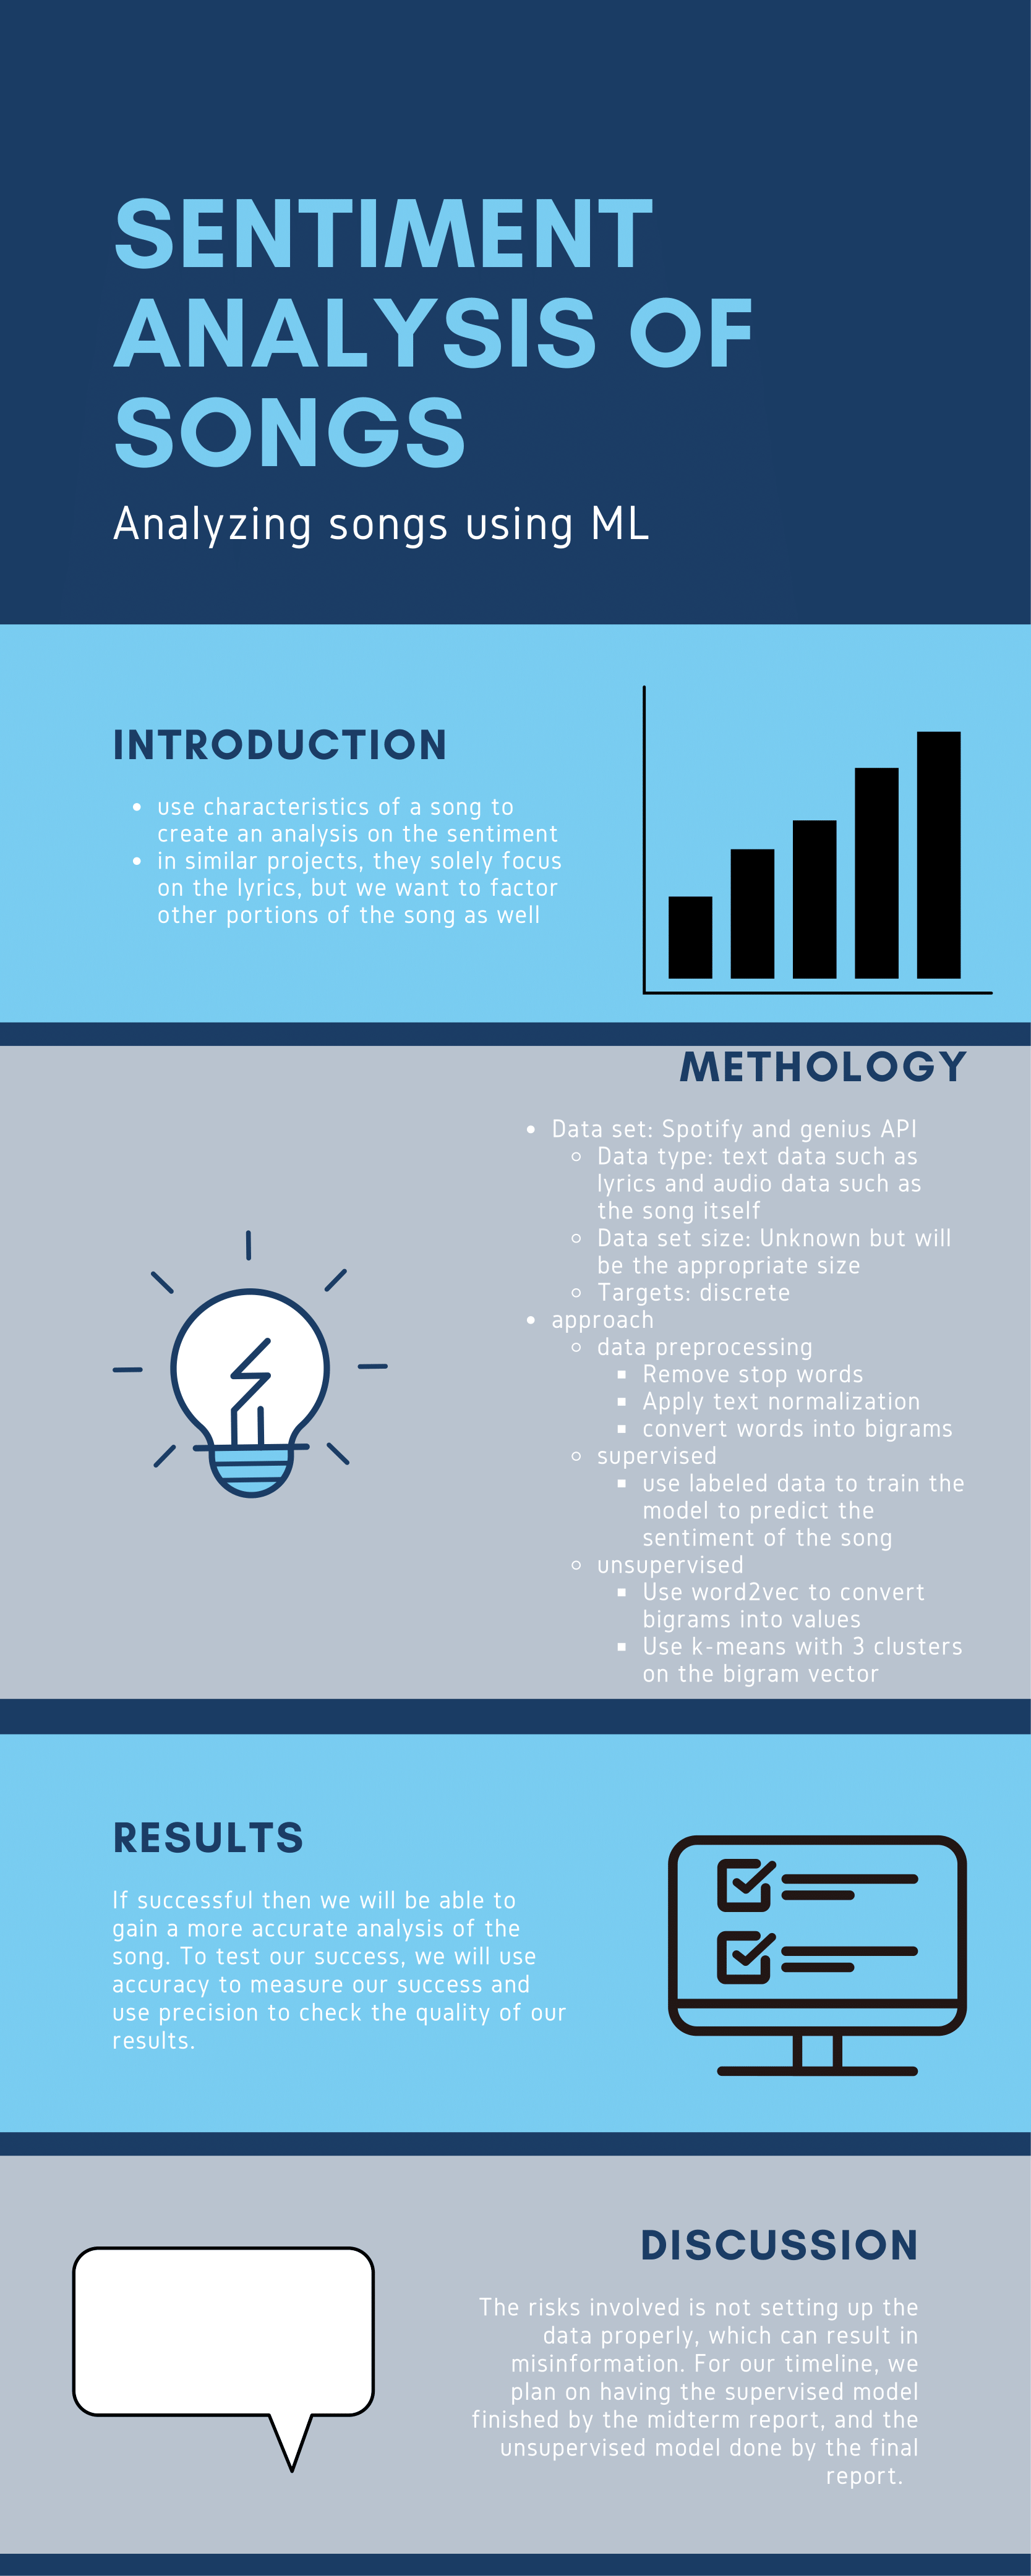 SENTIMENT
ANALYSIS OF
SONGS
Analyzing songs using ML
INTRODUCTION
• use characteristics of a song to
create an analysis on the sentiment
• in similar projects, they solely focus
on the lyrics, but we want to factor
other portions of the song as well
METHOLOGY
• Data set: Spotify and genius API
◦ Data type: text data such as
lyrics and audio data such as
the song itself
◦ Data set size: Unknown but will
be the appropriate size
◦ Targets: discrete
• approach
◦ data preprocessing
▪ Remove stop words
▪ Apply text normalization
▪ convert words into bigrams
◦ supervised
▪ use labeled data to train the
model to predict the
sentiment of the song
◦ unsupervised
▪ Use word2vec to convert
bigrams into values
▪ Use k-means with 3 clusters
on the bigram vector
RESULTS
If successful then we will be able to
gain a more accurate analysis of the
song. To test our success, we will use
accuracy to measure our success and
use precision to check the quality of our
results.
DISCUSSION
The risks involved is not setting up the
data properly, which can result in
misinformation. For our timeline, we
plan on having the supervised model
finished by the midterm report, and the
unsupervised model done by the final
report.